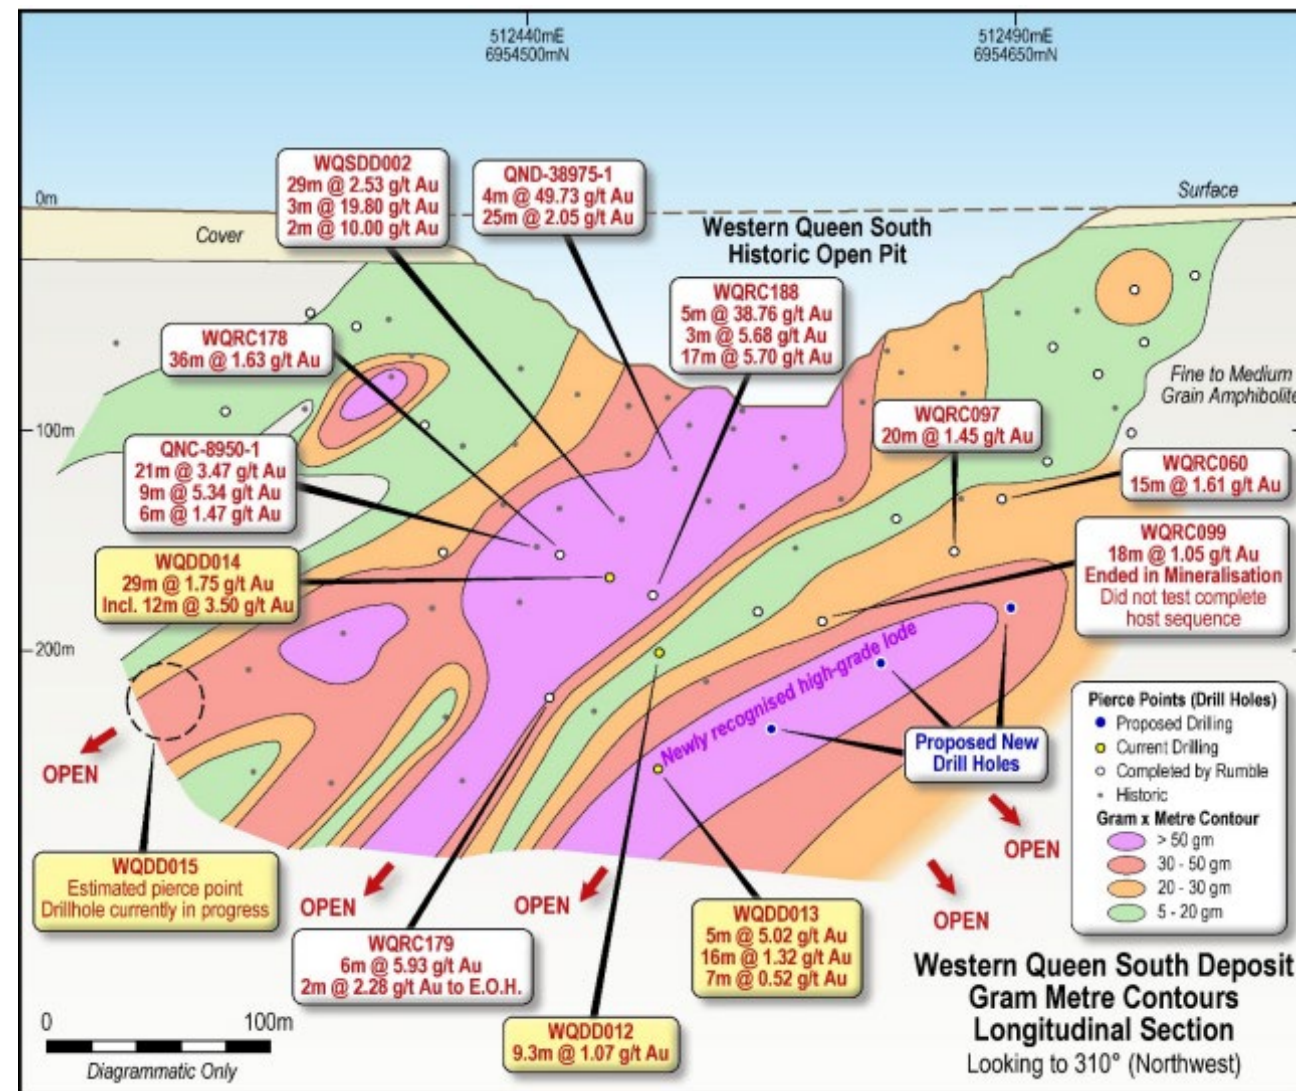 512440mE
6954500mN
512490mE
6954650mN
WQSDD002
29m @ 2.53 g/t Au
3m @ 19.80 g/t Au
2m @ 10.00 g/t Au
QND-38975-1
4m @ 49.73 g/t Au
25m @ 2.05 g/t Au
0m
Surface
Cover
Western Queen South
Historic Open Pit
WQRC188
5m @ 38.76 g/t Au
3m @ 5.68 g/t Au
17m @ 5.70 g/t Au
WQRC178
36m @ 1.63 g/t Au
Fine to Medium
Grain Amphibolite
100m
WQRC097
20m @ 1.45 g/t Au
QNC-8950-1
21m @ 3.47 g/t Au
9m @ 5.34 g/t Au
6m @ 1.47 g/t Au
WQRC060
15m @ 1.61 g/t Au
WQRC099
18m @ 1.05 g/t Au
Ended in Mineralisation
Did not test complete
host sequence
WQDD014
29m @ 1.75 g/t Au
Incl. 12m @ 3.50 g/t Au
200m
Newly recognised high-grade lode
Proposed New
Drill Holes
Pierce Points (Drill Holes)
Proposed Drilling
Current Drilling
Completed by Rumble
Historic
Gram x Metre Contour
> 50 gm
30 - 50 gm
20 - 30 gm
5 - 20 gm
OPEN
OPEN
OPEN
OPEN
OPEN
WQDD015
Estimated pierce point
Drillhole currently in progress
WQRC179
6m @ 5.93 g/t Au
2m @ 2.28 g/t Au to E.O.H.
WQDD013
5m @ 5.02 g/t Au
16m @ 1.32 g/t Au
7m @ 0.52 g/t Au
WQDD012
9.3m @ 1.07 g/t Au
0 100m
Diagrammatic Only
Western Queen South Deposit
Gram Metre Contours
Longitudinal Section
Looking to 310° (Northwest)